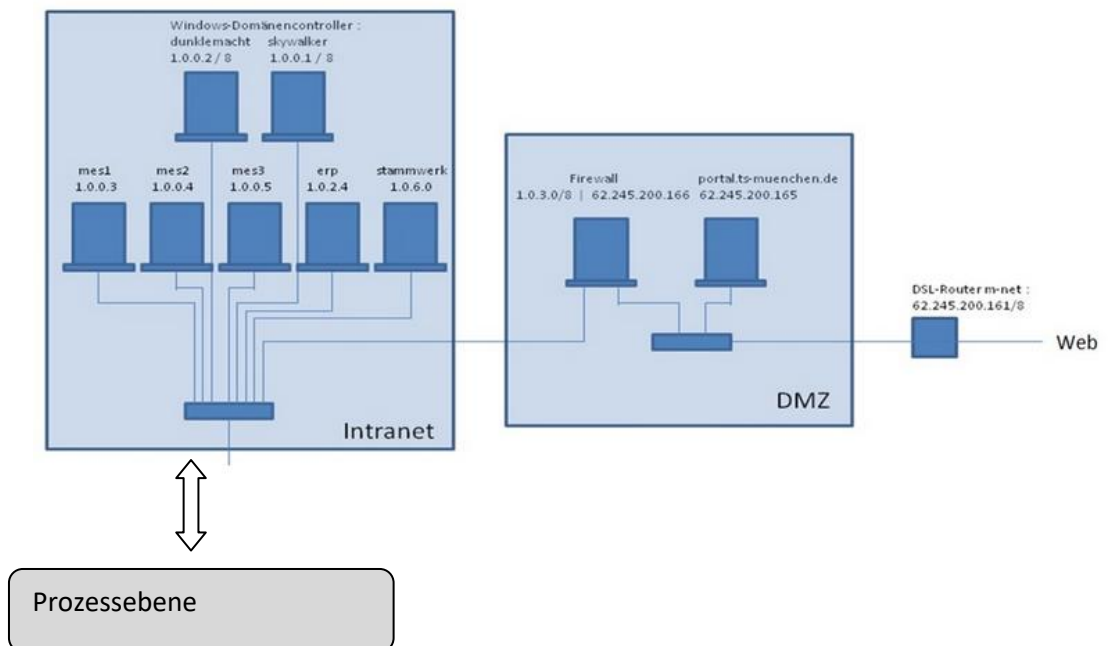 Windows-Domänencontroller :
dunklemacht skywalker
1.0.0.2 / 8 1.0.0.1 / 8
mes1 mes2 mes3 erp stammwerk
1.0.0.3 1.0.0.4 1.0.0.5 1.0.2.4 1.0.6.0
Intranet
Firewall portal.ts-muenchen.de
1.0.3.0/8 | 62.245.200.166 62.245.200.165
DMZ
DSL-Router m-net :
62.245.200.161/8
Web
Prozessebene